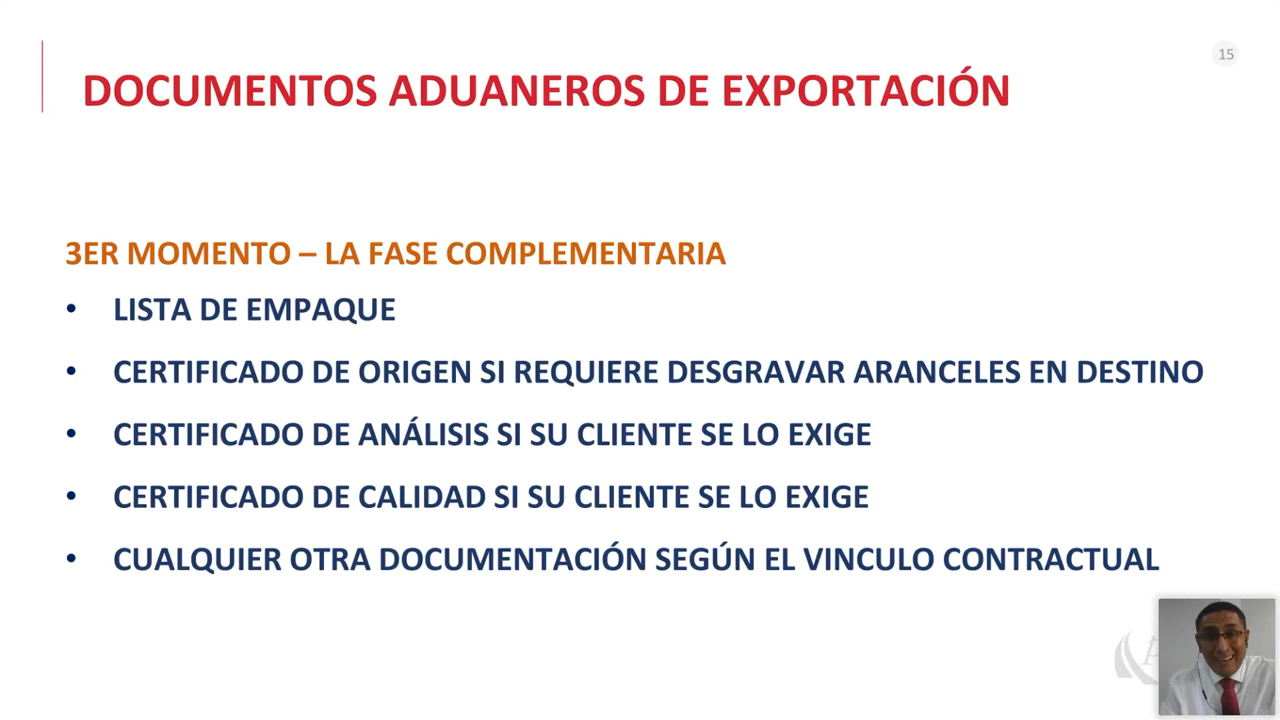 15
DOCUMENTOS ADUANEROS DE EXPORTACIÓN
3ER MOMENTO – LA FASE COMPLEMENTARIA
• LISTA DE EMPAQUE
• CERTIFICADO DE ORIGEN SI REQUIERE DESGRAVAR ARANCELES EN DESTINO
• CERTIFICADO DE ANÁLISIS SI SU CLIENTE SE LO EXIGE
• CERTIFICADO DE CALIDAD SI SU CLIENTE SE LO EXIGE
• CUALQUIER OTRA DOCUMENTACIÓN SEGÚN EL VINCULO CONTRACTUAL